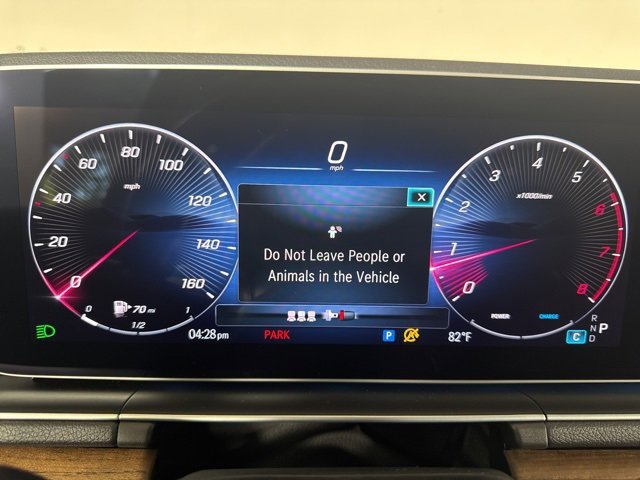 0
mph
80
60
100
mph
40
120
20
140
0
160
0
70 mi
1
1/2
X
Do Not Leave People or
Animals in the Vehicle
4
3
5
x1000/min
2
6
1
7
0
8
POWER
CHARGE
04:28 pm
PARK
P
82°F
C
R
N
D
P